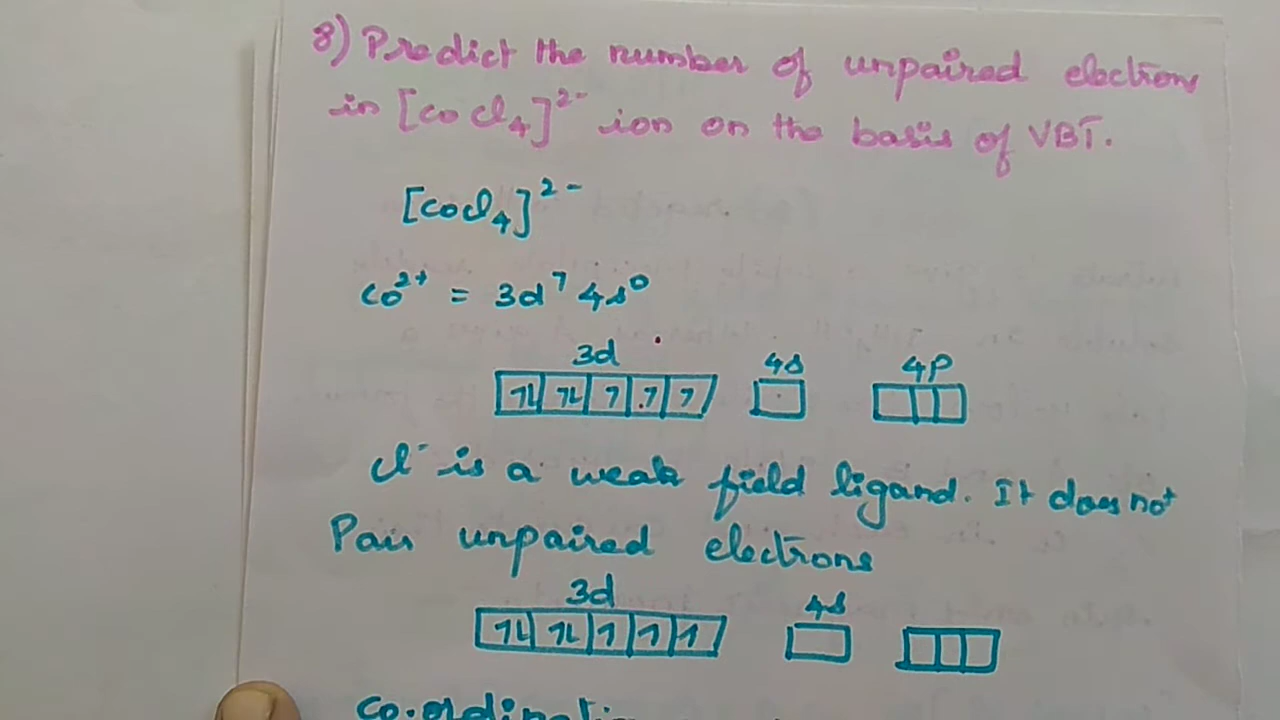 8) Predict the number of unpaired electrons
in [CoCl₄]²⁻ ion on the basis of VBT.
[CoCl₄]²⁻
Co²⁺ = 3d⁷ 4s⁰
3d 4s 4p
↿⇂ ↿⇂ ↿ ↿ ↿
Cl⁻ is a weak field ligand. It does not
Pair unpaired electrons
3d 4s
↿⇂ ↿⇂ ↿ ↿ ↿